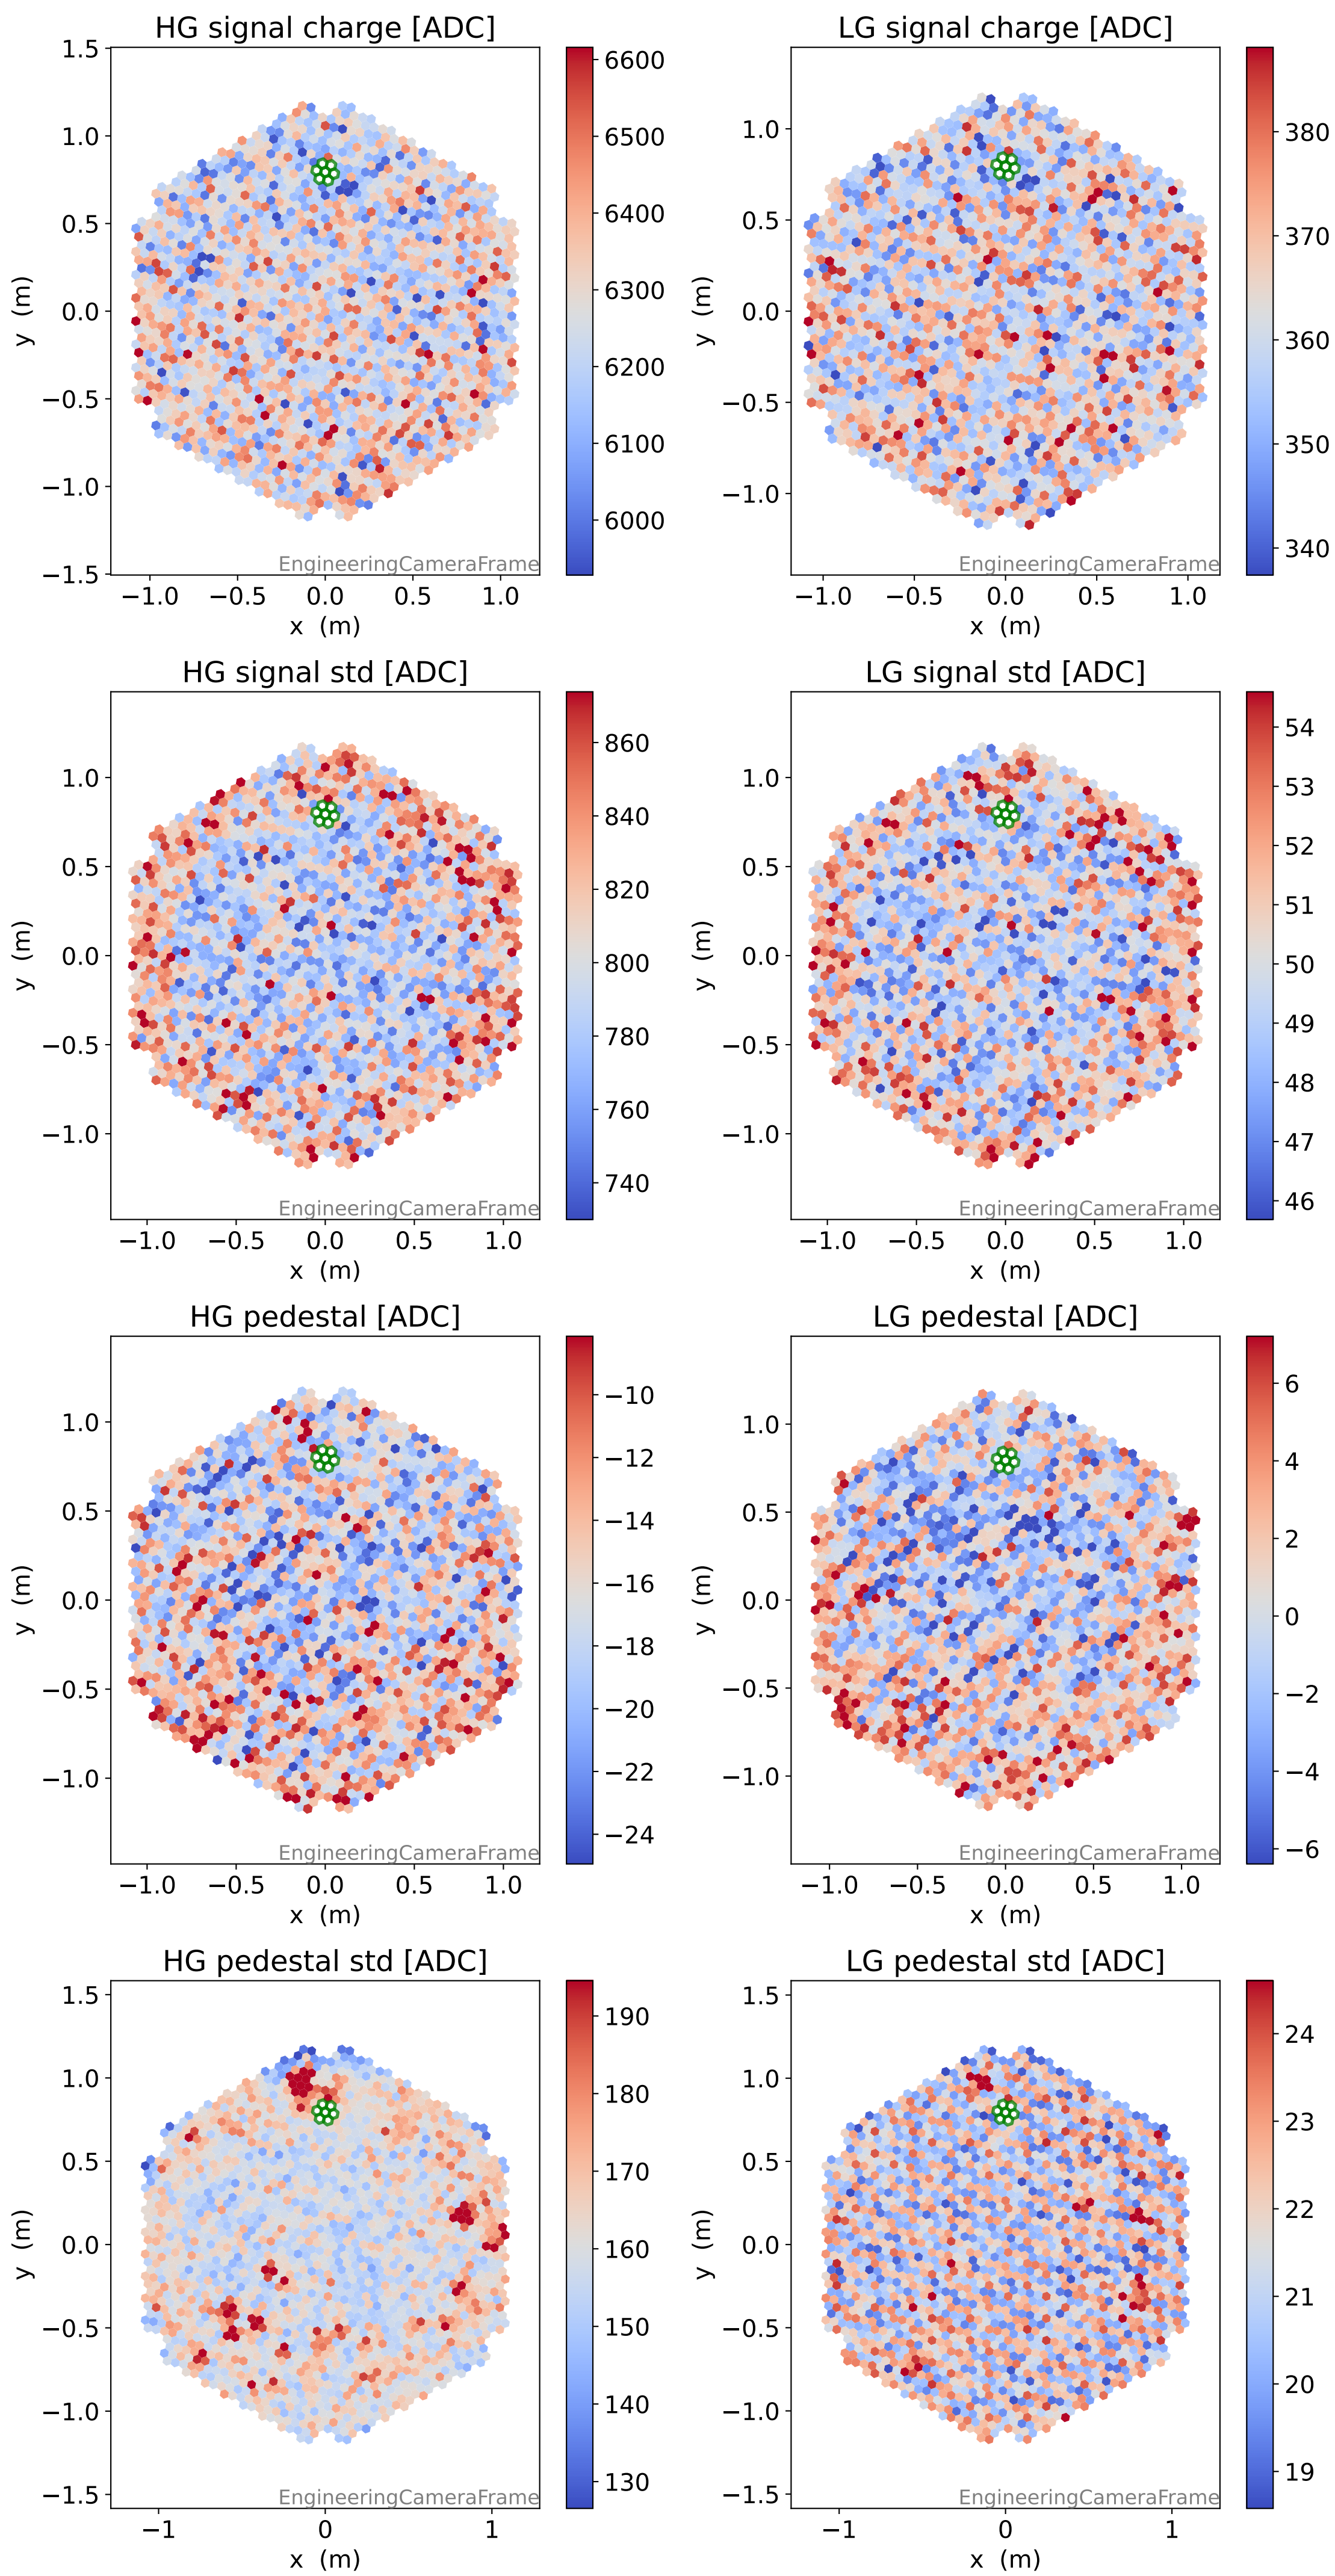 HG signal charge [ADC]
1.5
1.0
0.5
0.0
−0.5
−1.0
−1.5
y (m)
−1.0 −0.5 0.0 0.5 1.0
x (m)
EngineeringCameraFrame
6600
6500
6400
6300
6200
6100
6000
LG signal charge [ADC]
1.0
0.5
0.0
−0.5
−1.0
y (m)
−1.0 −0.5 0.0 0.5 1.0
x (m)
EngineeringCameraFrame
380
370
360
350
340
HG signal std [ADC]
1.0
0.5
0.0
−0.5
−1.0
y (m)
−1.0 −0.5 0.0 0.5 1.0
x (m)
EngineeringCameraFrame
860
840
820
800
780
760
740
LG signal std [ADC]
1.0
0.5
0.0
−0.5
−1.0
y (m)
−1.0 −0.5 0.0 0.5 1.0
x (m)
EngineeringCameraFrame
54
53
52
51
50
49
48
47
46
HG pedestal [ADC]
1.0
0.5
0.0
−0.5
−1.0
y (m)
−1.0 −0.5 0.0 0.5 1.0
x (m)
EngineeringCameraFrame
−10
−12
−14
−16
−18
−20
−22
−24
LG pedestal [ADC]
1.0
0.5
0.0
−0.5
−1.0
y (m)
−1.0 −0.5 0.0 0.5 1.0
x (m)
EngineeringCameraFrame
6
4
2
0
−2
−4
−6
HG pedestal std [ADC]
1.5
1.0
0.5
0.0
−0.5
−1.0
−1.5
y (m)
−1 0 1
x (m)
EngineeringCameraFrame
190
180
170
160
150
140
130
LG pedestal std [ADC]
1.5
1.0
0.5
0.0
−0.5
−1.0
−1.5
y (m)
−1 0 1
x (m)
EngineeringCameraFrame
24
23
22
21
20
19